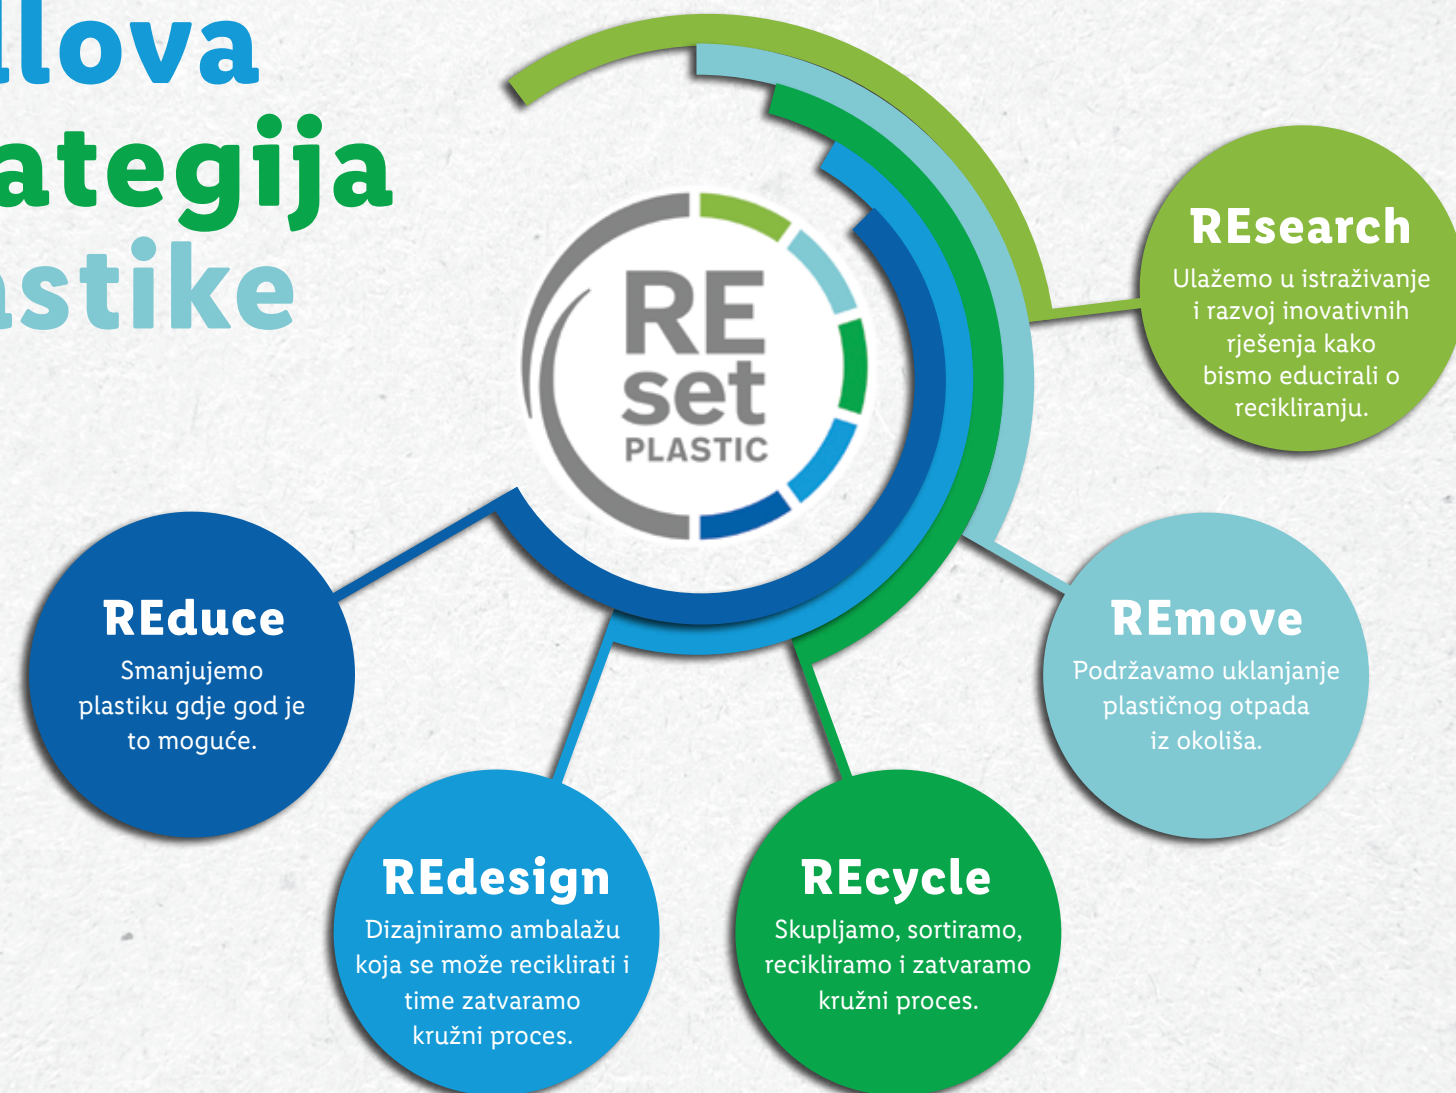 llova
ategija
astike
RE
set
PLASTIC
REsearch
Ulažemo u istraživanje
i razvoj inovativnih
rješenja kako
bismo educirali o
recikliranju.
REduce
Smanjujemo
plastiku gdje god je
to moguće.
REmove
Podržavamo uklanjanje
plastičnog otpada
iz okoliša.
REdesign
Dizajniramo ambalažu
koja se može reciklirati i
time zatvaramo
kružni proces.
REcycle
Skupljamo, sortiramo,
recikliramo i zatvaramo
kružni proces.